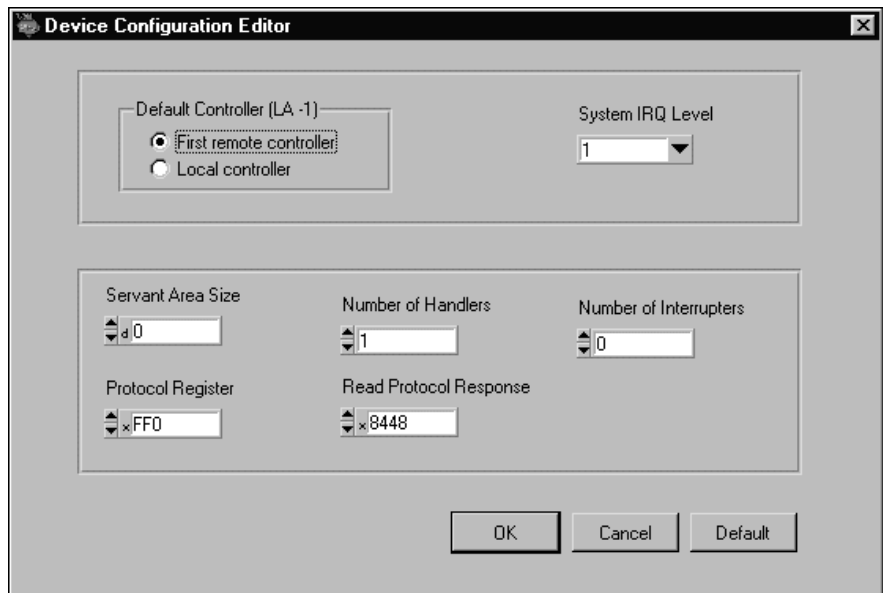 Device Configuration Editor
Default Controller (LA -1)
First remote controller
Local controller
System IRQ Level
1
Servant Area Size
d 0
Number of Handlers
1
Number of Interrupters
0
Protocol Register
x FF0
Read Protocol Response
x 8448
OK
Cancel
Default